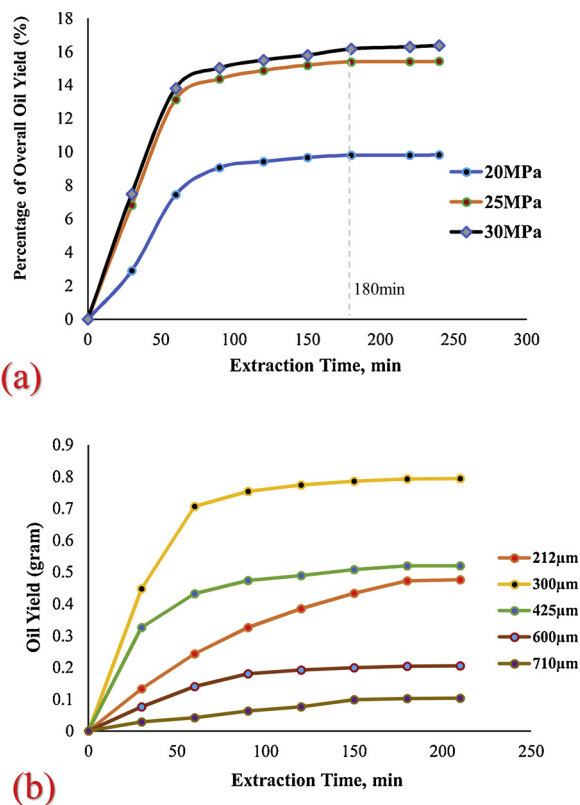 18
16
14
12
10
8
6
4
2
0
Percentage of Overall Oil Yield (%)
20MPa
25MPa
30MPa
180min
0 50 100 150 200 250 300
Extraction Time, min
(a)
0.9
0.8
0.7
0.6
0.5
0.4
0.3
0.2
0.1
0
Oil Yield (gram)
212µm
300µm
425µm
600µm
710µm
0 50 100 150 200 250
Extraction Time, min
(b)